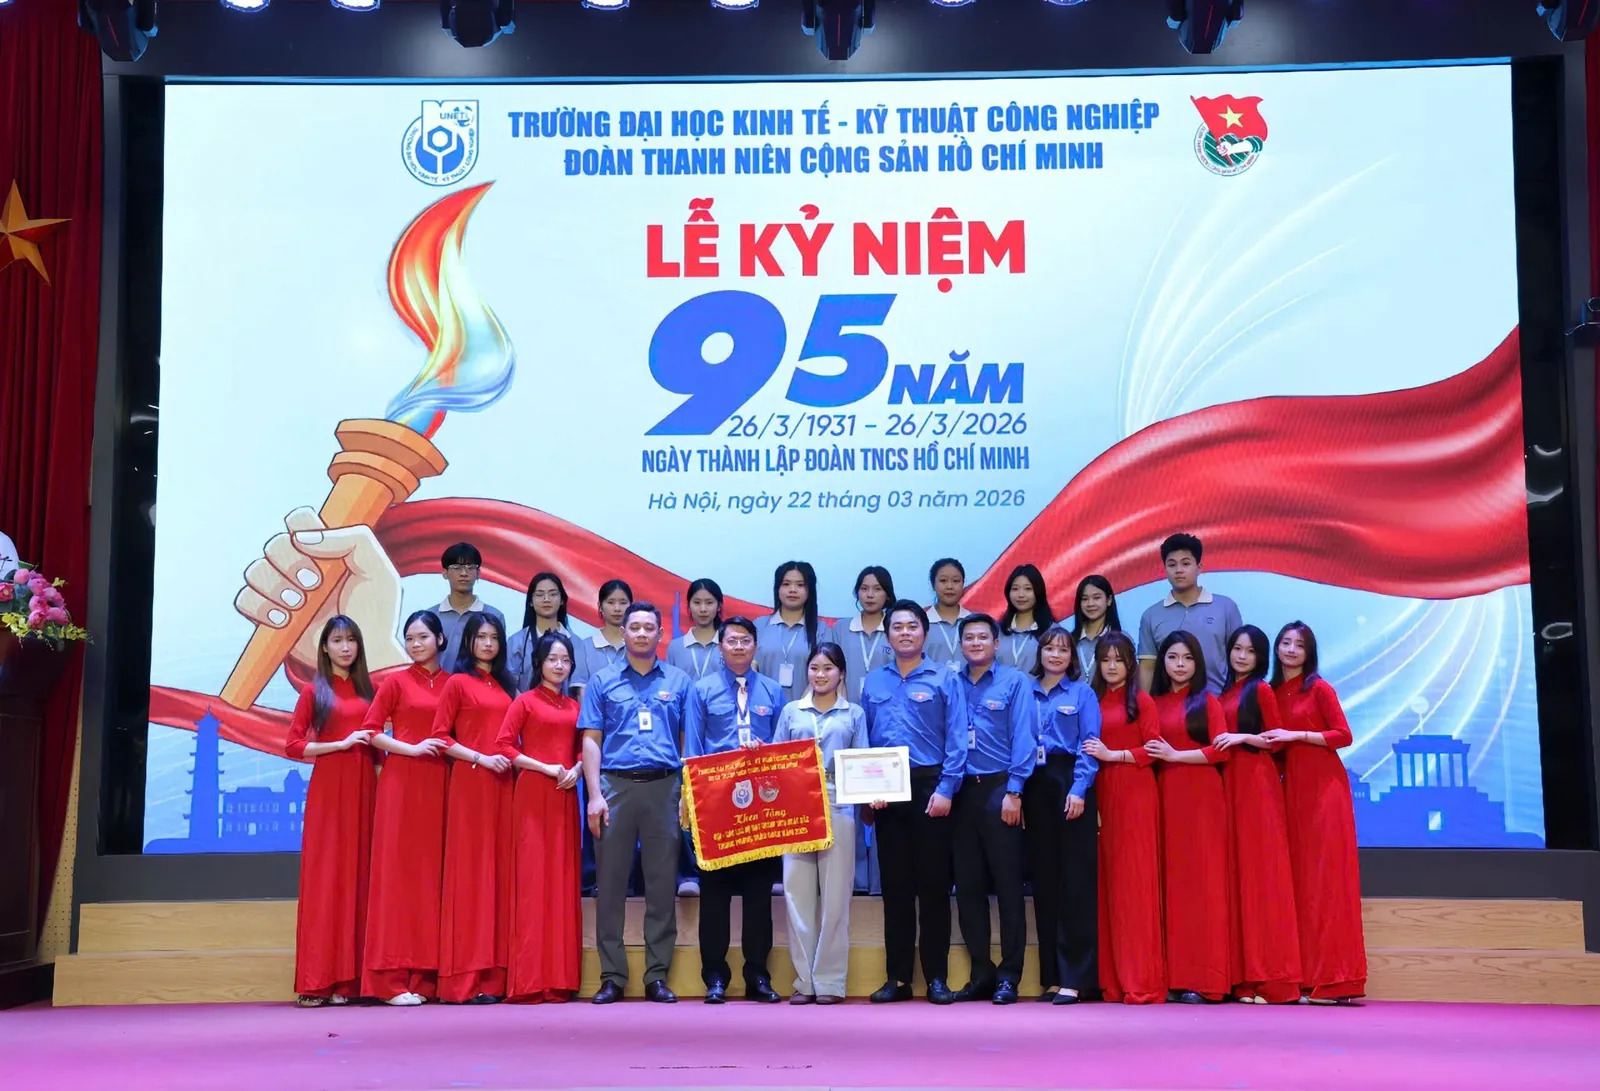 UNETI
TRƯỜNG ĐẠI HỌC KINH TẾ - KỸ THUẬT CÔNG NGHIỆP
ĐOÀN THANH NIÊN CỘNG SẢN HỒ CHÍ MINH
LỄ KỶ NIỆM
95 NĂM
26/3/1931 - 26/3/2026
NGÀY THÀNH LẬP ĐOÀN TNCS HỒ CHÍ MINH
Hà Nội, ngày 22 tháng 03 năm 2026
Khen Tặng